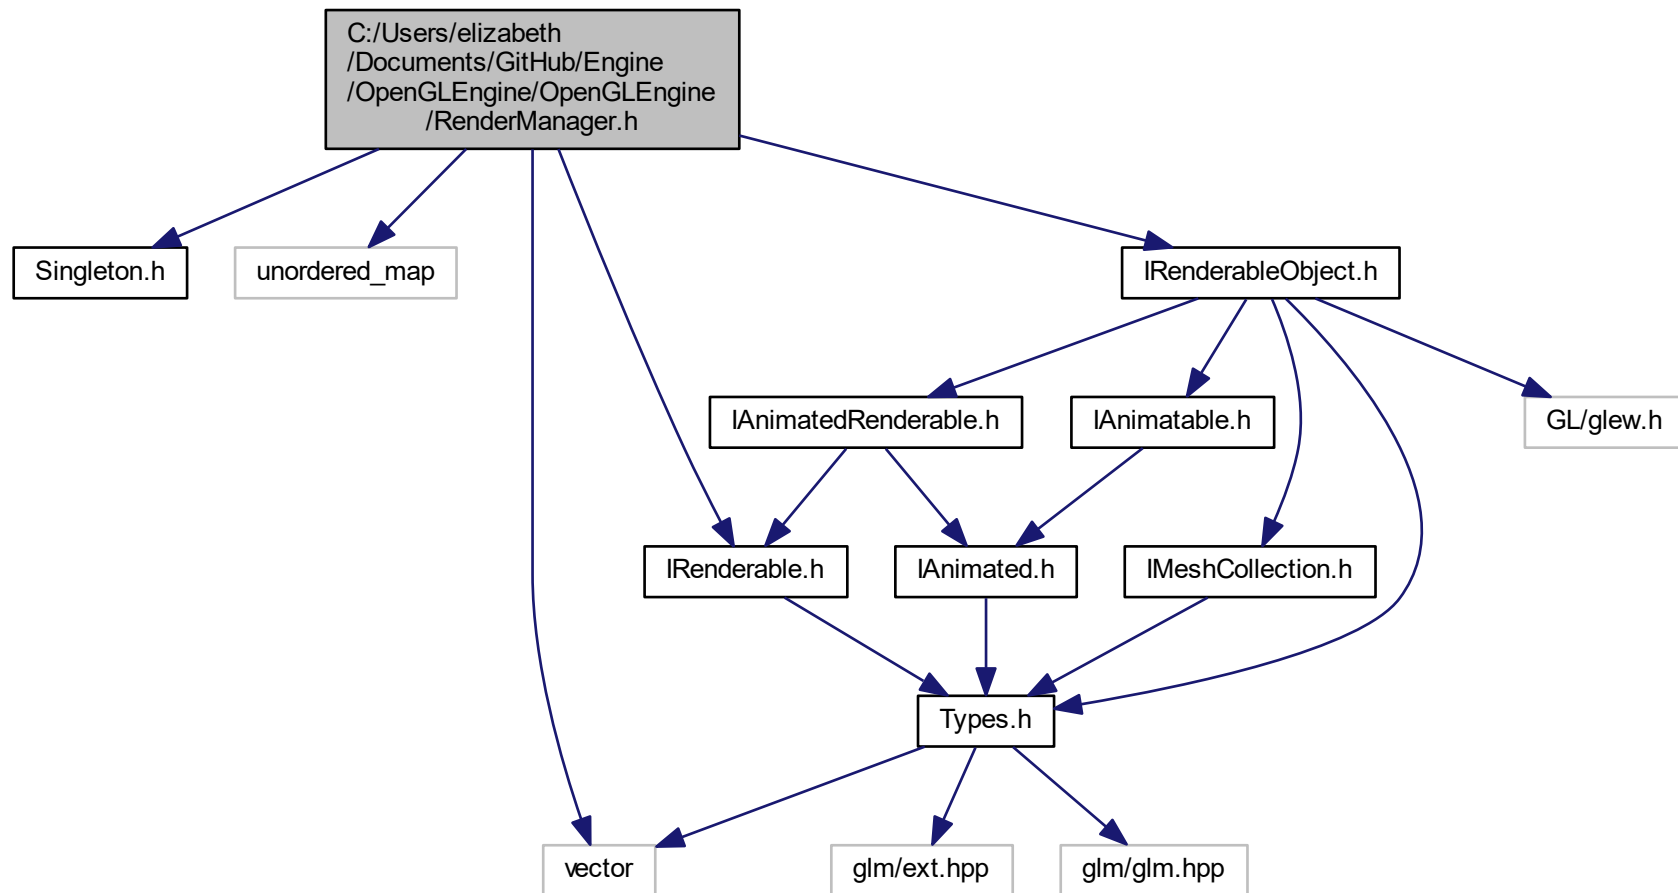 C:/Users/elizabeth
/Documents/GitHub/Engine
/OpenGLEngine/OpenGLEngine
/RenderManager.h
Singleton.h
unordered_map
IRenderableObject.h
IAnimatedRenderable.h
IAnimatable.h
GL/glew.h
IRenderable.h
IAnimated.h
IMeshCollection.h
Types.h
vector
glm/ext.hpp
glm/glm.hpp